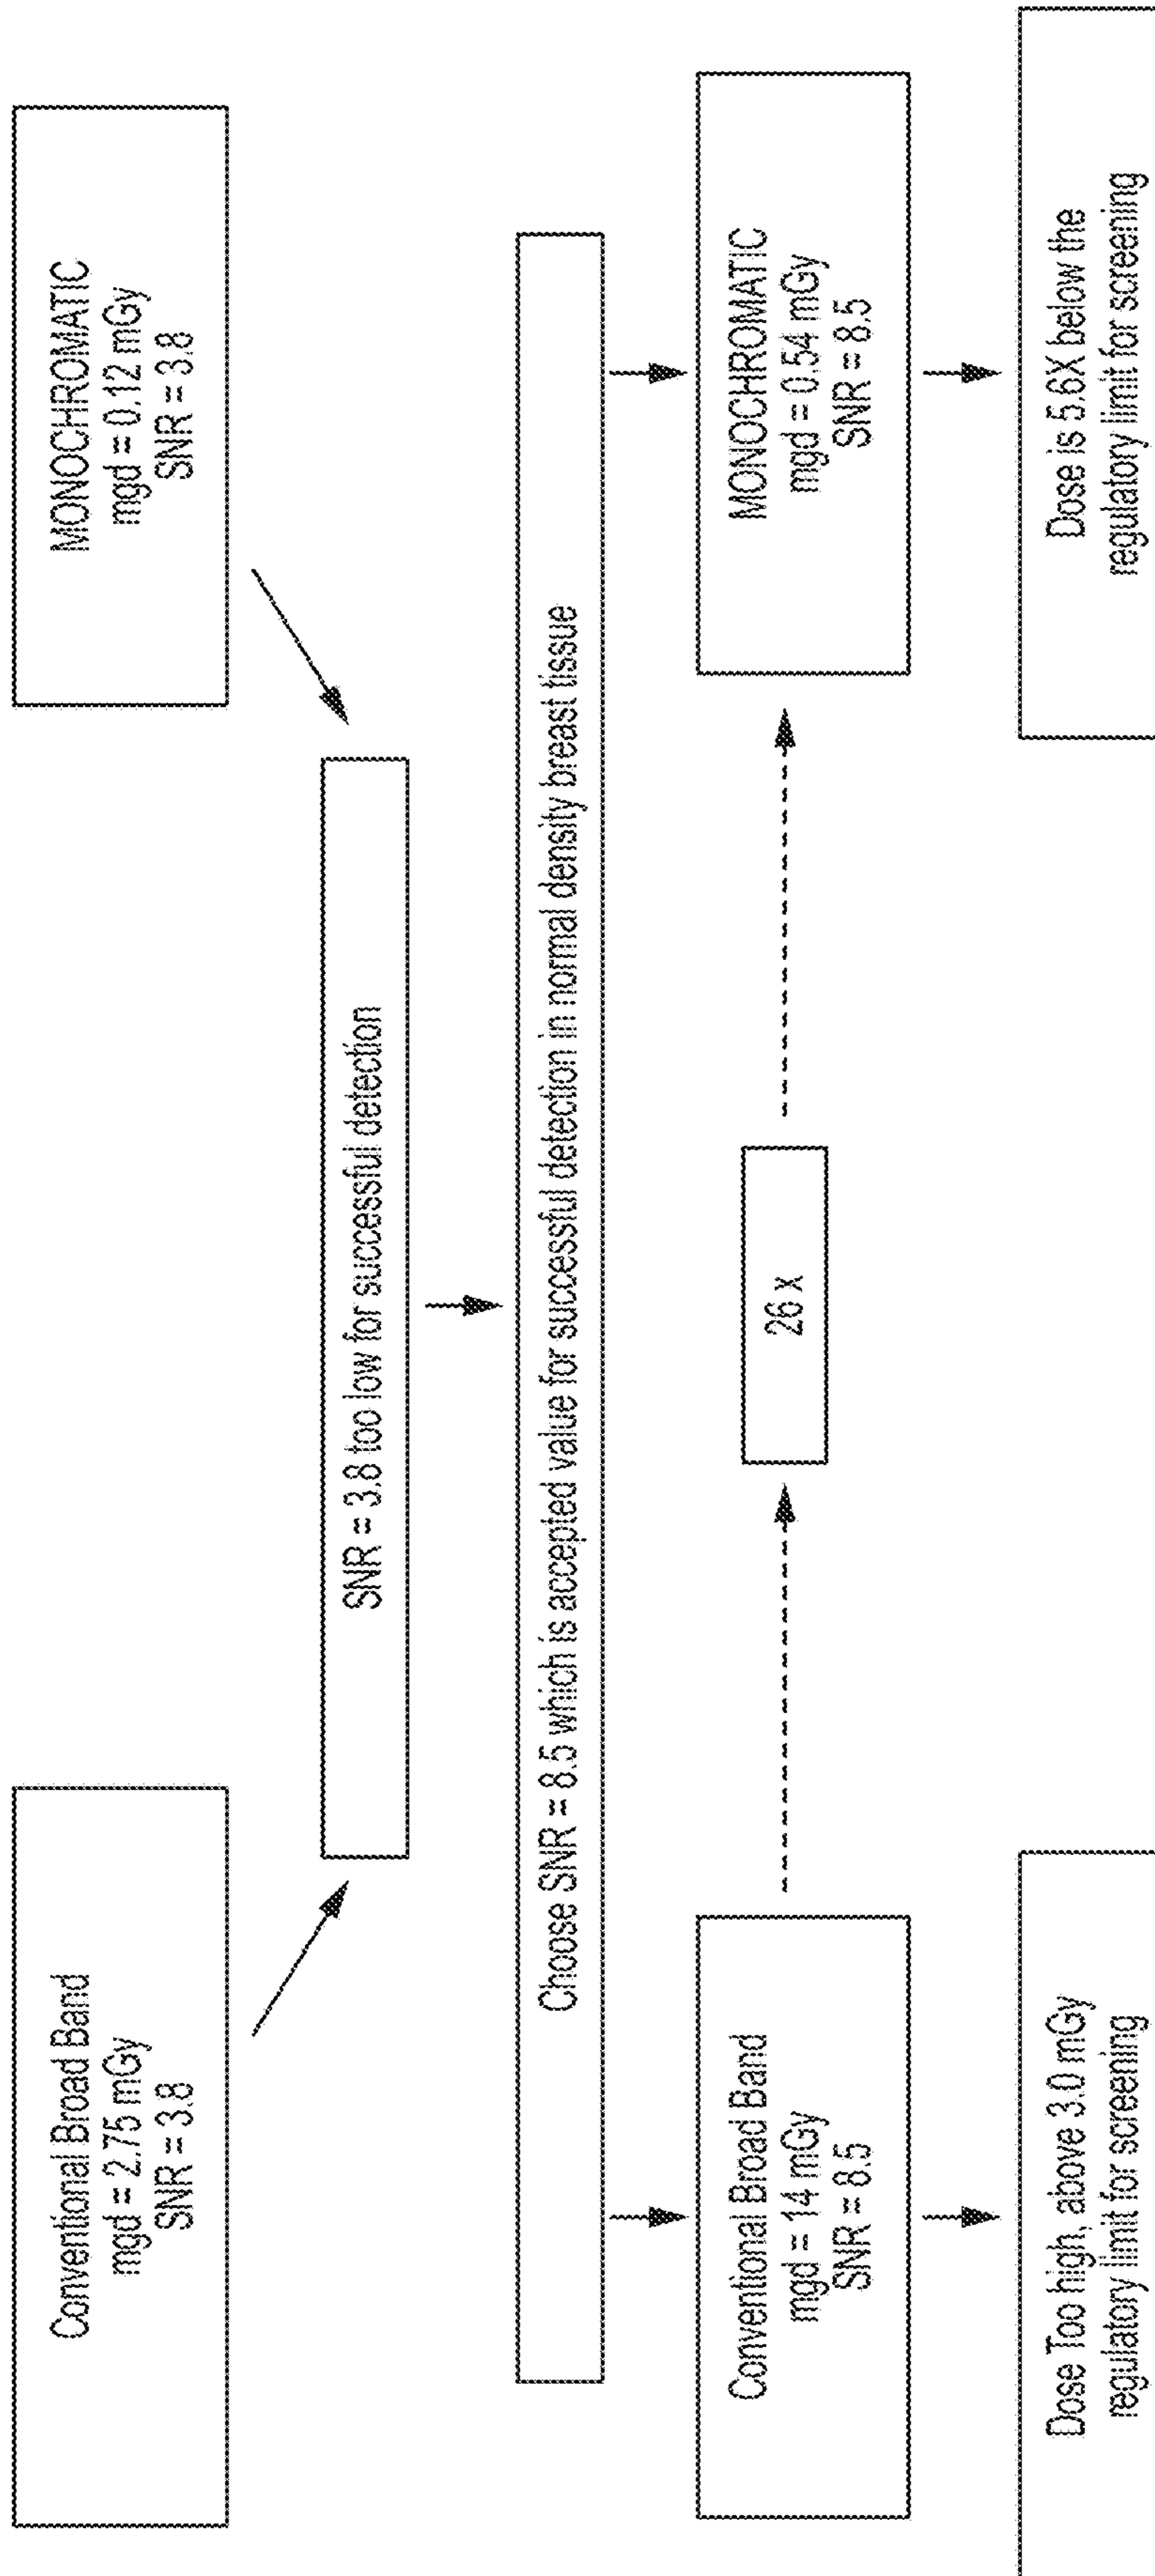 Conventional Broad Band
mgd = 2.75 mGy
SNR = 3.8
MONOCHROMATIC
mgd = 0.12 mGy
SNR = 3.8
SNR = 3.8 too low for successful detection
Choose SNR = 8.5 which is accepted value for successful detection in normal density breast tissue
Conventional Broad Band
mgd = 14 mGy
SNR = 8.5
26 x
MONOCHROMATIC
mgd = 0.54 mGy
SNR = 8.5
Dose Too high, above 3.0 mGy
regulatory limit for screening
Dose is 5.6X below the
regulatory limit for screening